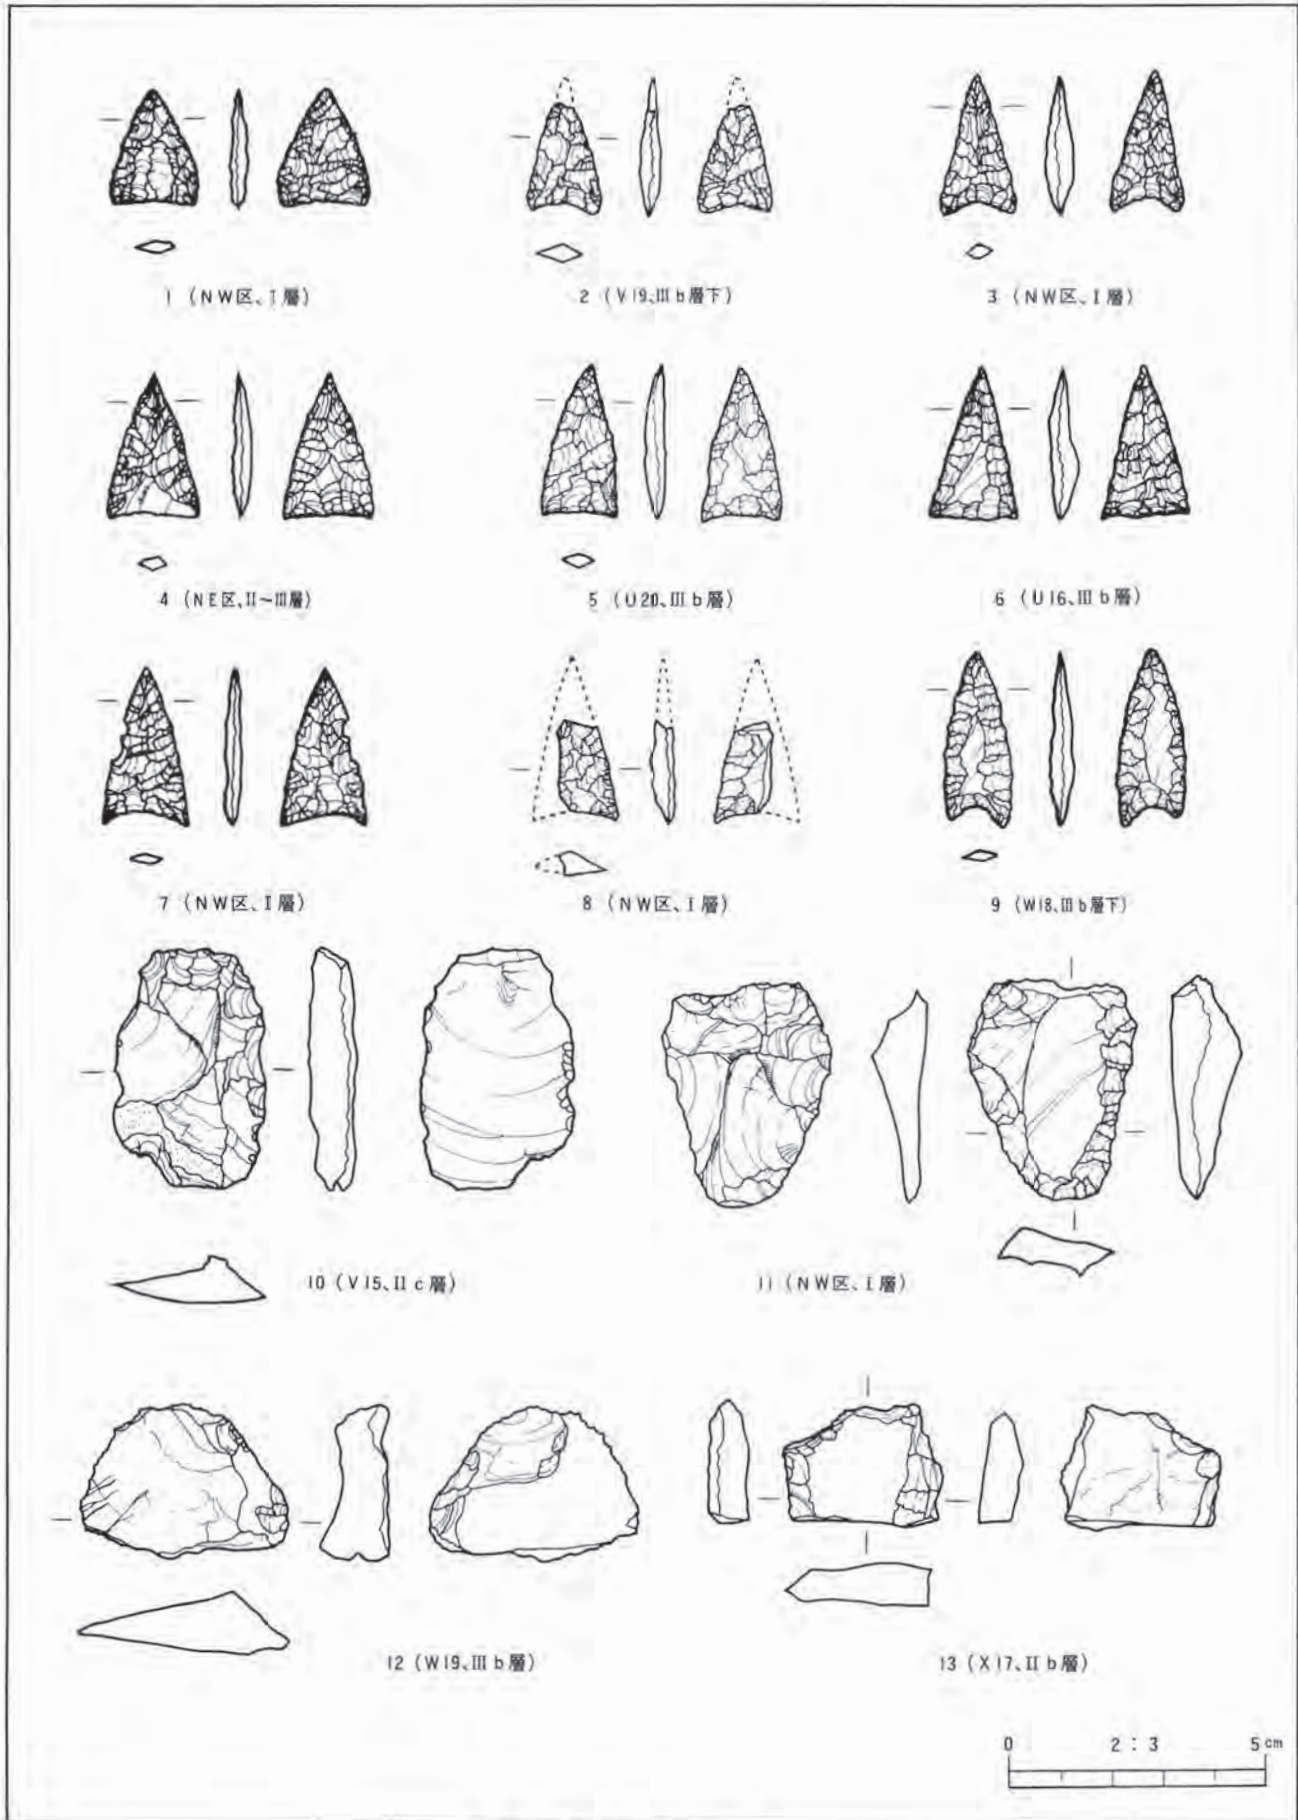 1 (NW区、I層)
2 (V19、III b層下)
3 (NW区、I層)
4 (NE区、II~III層)
5 (U20、III b層)
6 (U16、III b層)
7 (NW区、I層)
8 (NW区、I層)
9 (W18、III b層下)
10 (V15、II c層)
11 (NW区、I層)
12 (W19、III b層)
13 (X17、II b層)
0 2 : 3 5 cm